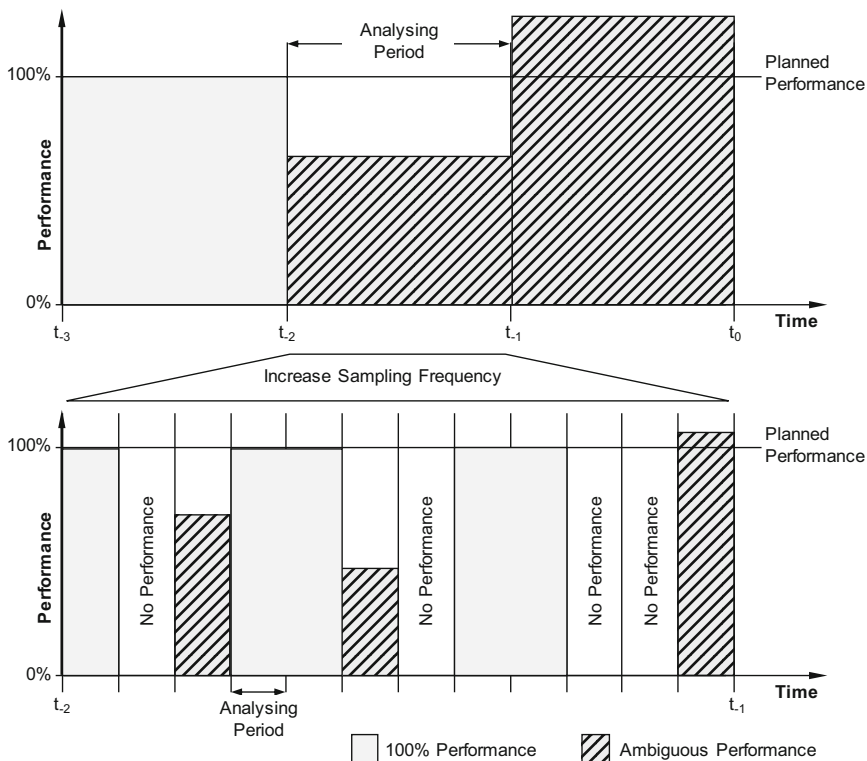 Analysing
Period
100%
Planned
Performance
Performance
0%
t-3
t-2
t-1
t0
Time
Increase Sampling Frequency
100%
Planned
Performance
Performance
No Performance
No Performance
No Performance
No Performance
0%
t-2
t-1
Time
Analysing
Period
100% Performance
Ambiguous Performance